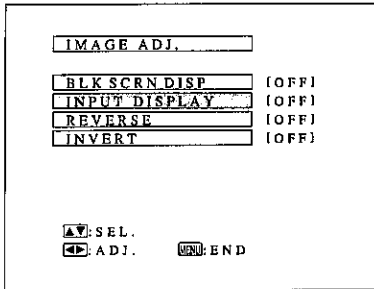 IMAGE ADJ.
BLK SCRN DISP [OFF]
INPUT DISPLAY [OFF]
REVERSE [OFF]
INVERT [OFF]
▲▼:SEL.
◀▶:ADJ. MENU:END